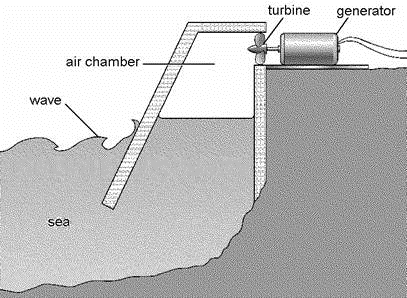 turbine
generator
air chamber
wave
sea